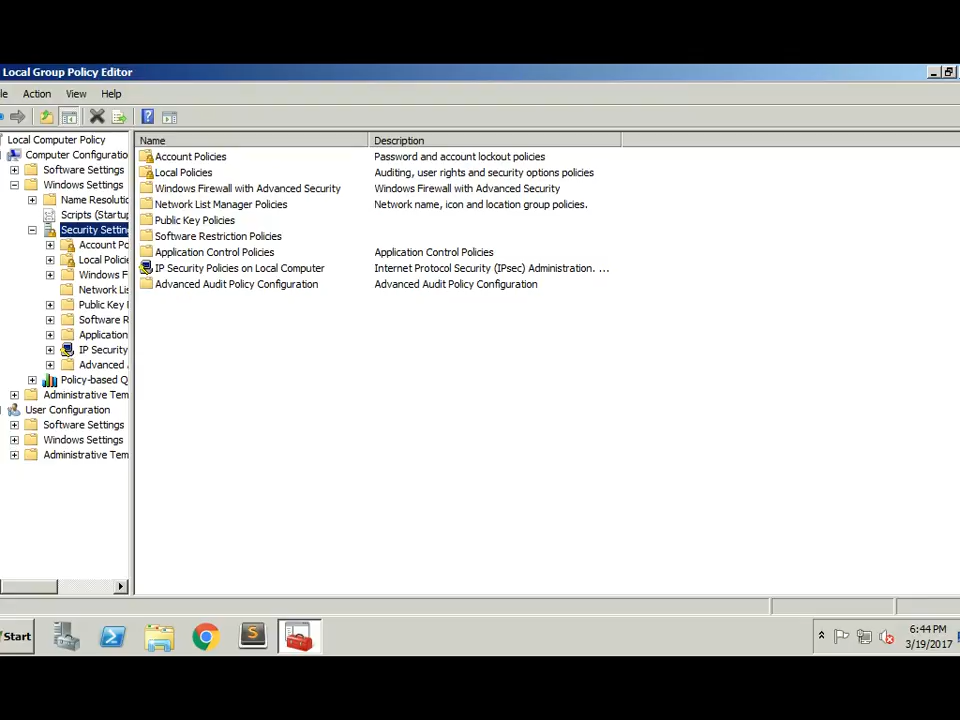 Local Group Policy Editor
le Action View Help
Local Computer Policy
Computer Configuratio
Software Settings
Windows Settings
Name Resolutio
Scripts (Startu
Security Settin
Account Po
Local Policie
Windows F
Network Lis
Public Key
Software R
Application
IP Security
Advanced
Policy-based Q
Administrative Tem
User Configuration
Software Settings
Windows Settings
Administrative Tem
Name Description
Account Policies Password and account lockout policies
Local Policies Auditing, user rights and security options policies
Windows Firewall with Advanced Security Windows Firewall with Advanced Security
Network List Manager Policies Network name, icon and location group policies.
Public Key Policies
Software Restriction Policies
Application Control Policies Application Control Policies
IP Security Policies on Local Computer Internet Protocol Security (IPsec) Administration. ...
Advanced Audit Policy Configuration Advanced Audit Policy Configuration
Start
S
6:44 PM
3/19/2017